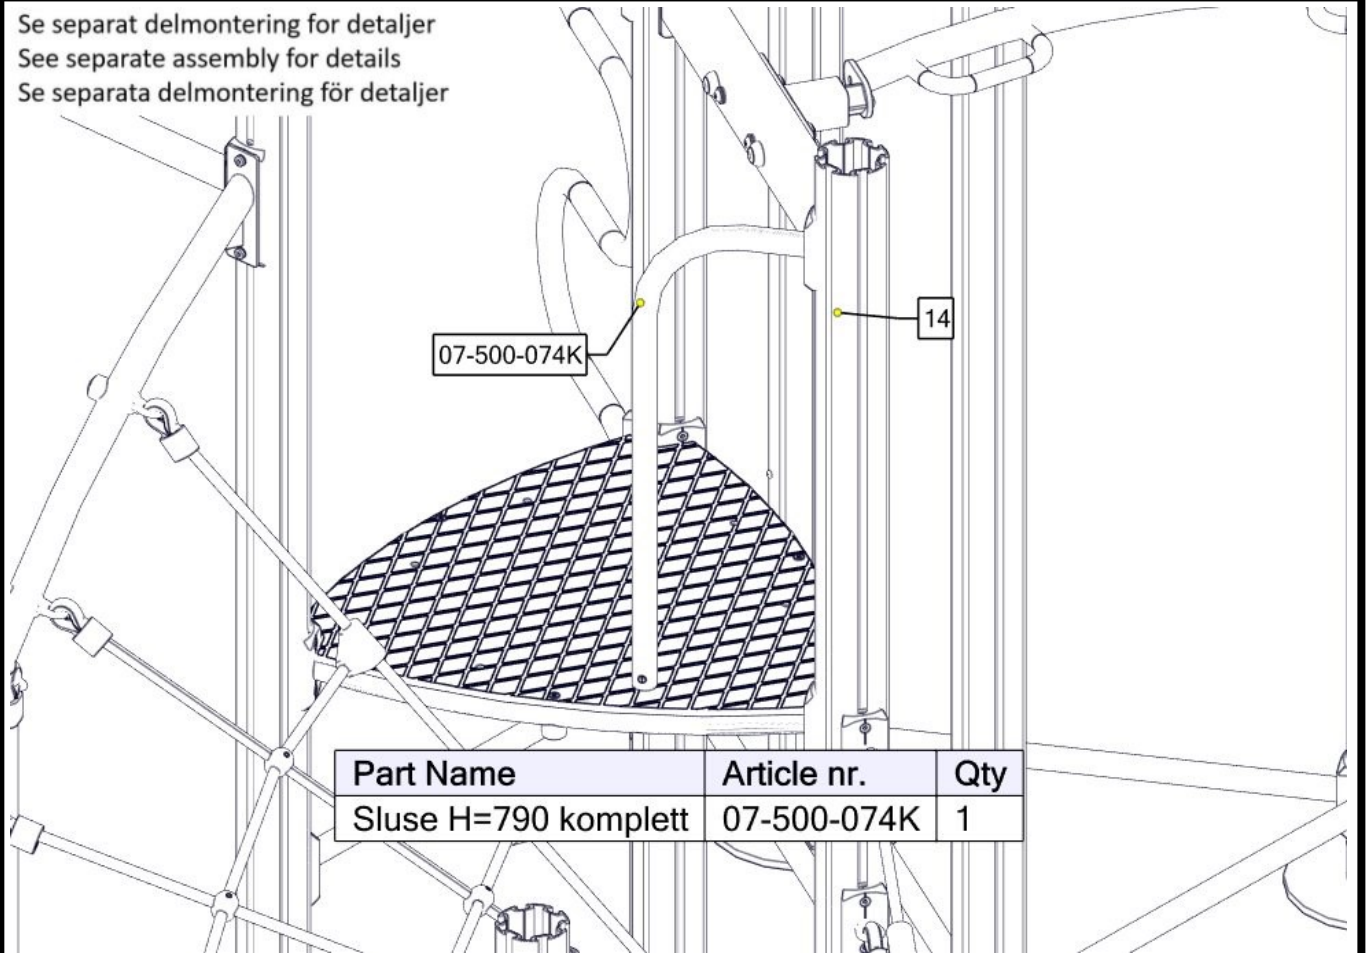 Se separat delmontering for detaljer
See separate assembly for details
Se separata delmontering för detaljer
14
07-500-074K
Part Name Article nr. Qty
Sluse H=790 komplett 07-500-074K 1